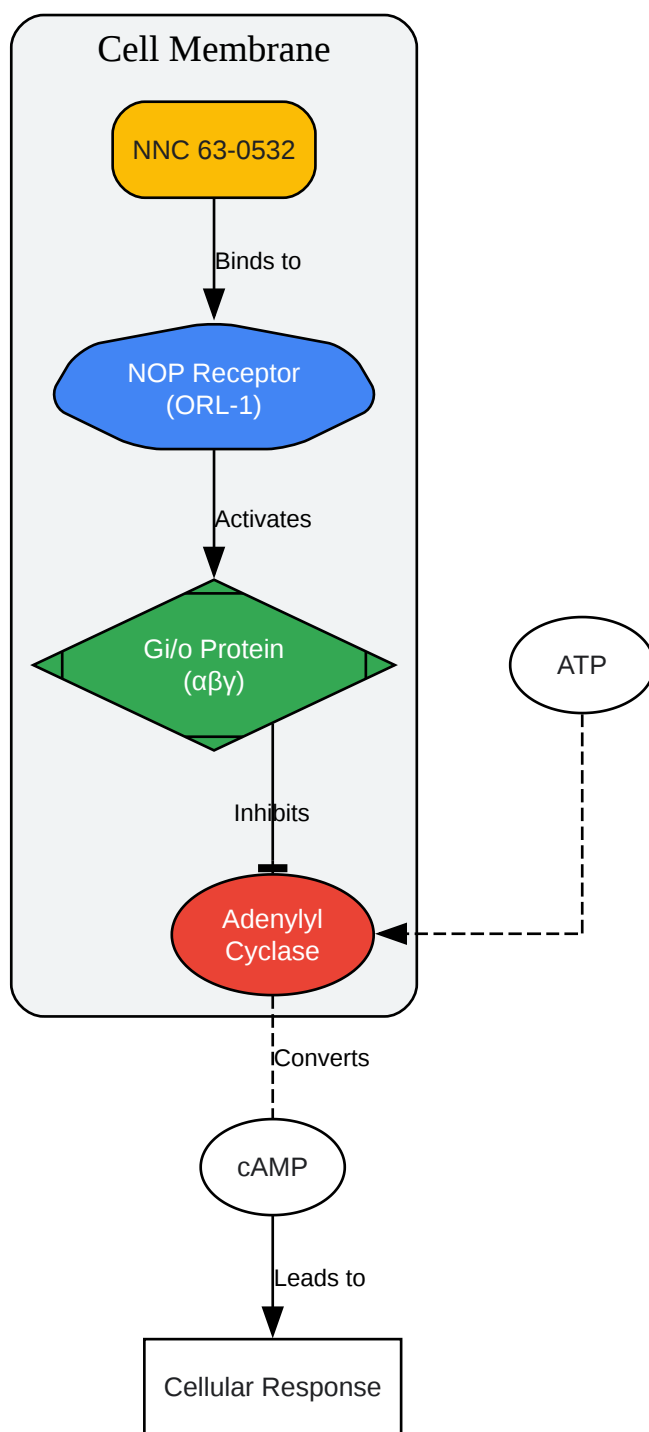 Cell Membrane
NNC 63-0532
Binds to
NOP Receptor
(ORL-1)
Activates
Gi/o Protein
(αβγ)
ATP
Inhibits
Adenylyl
Cyclase
Converts
cAMP
Leads to
Cellular Response